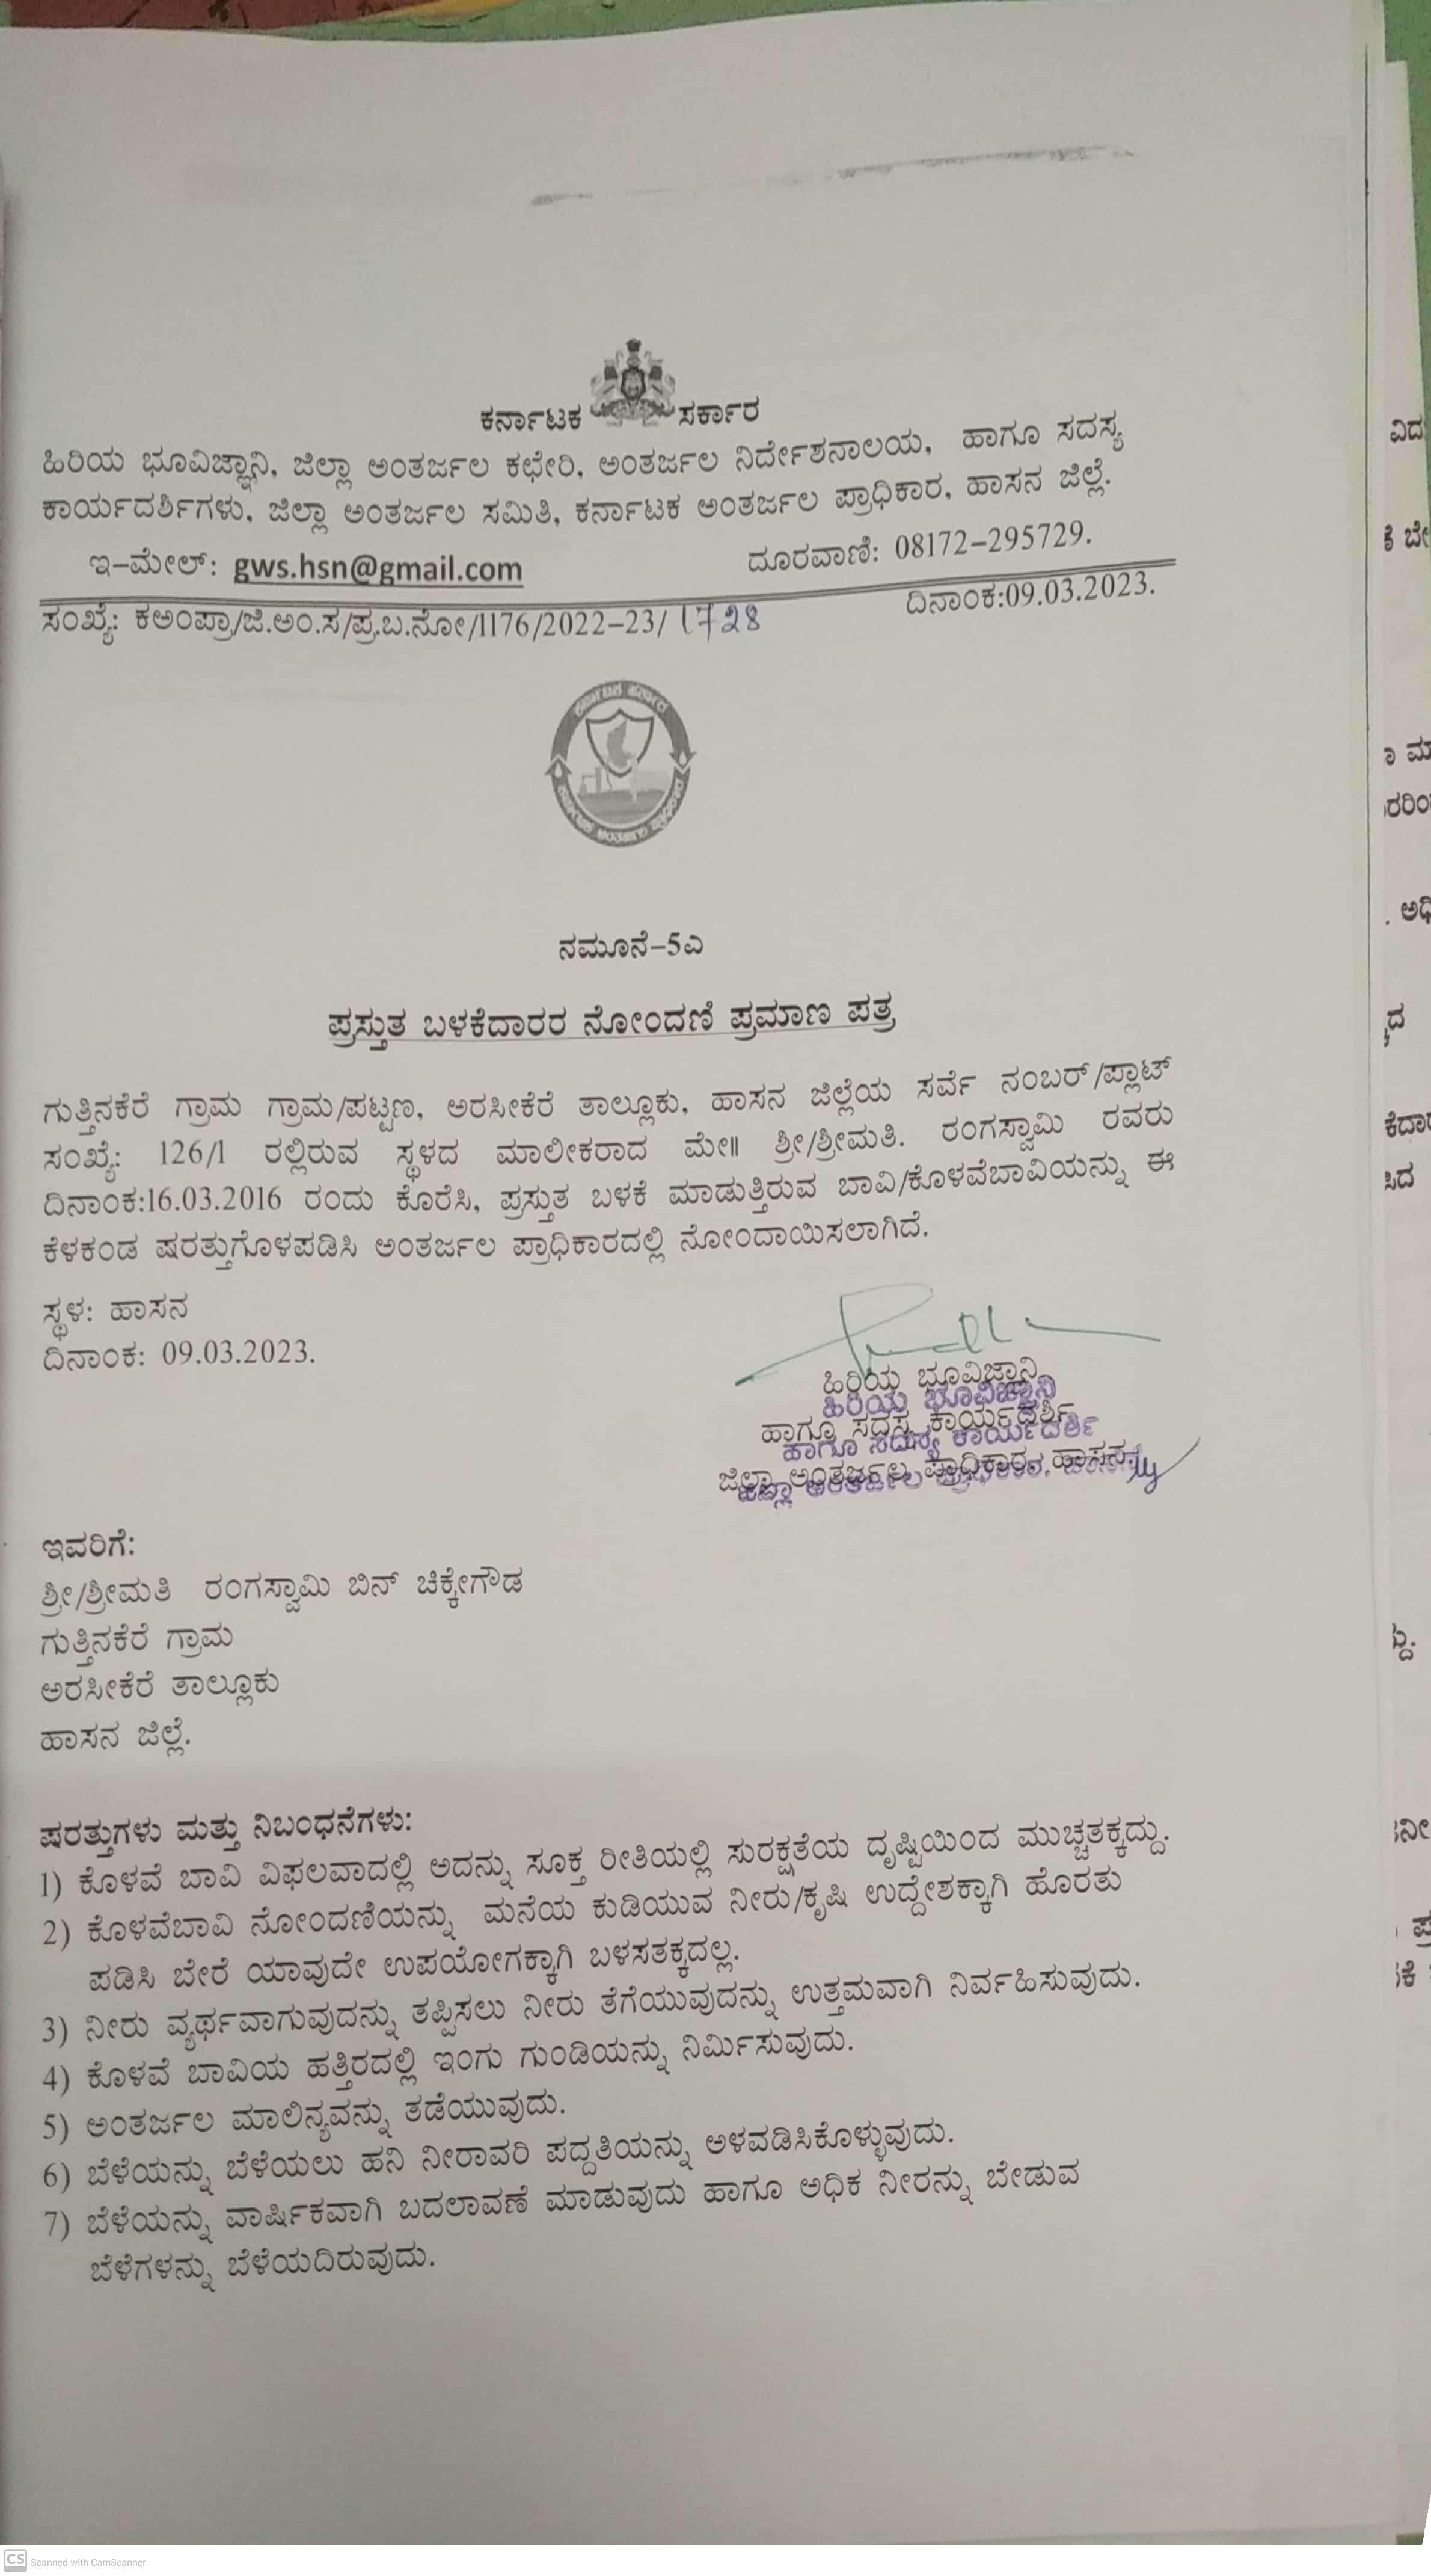 ಕರ್ನಾಟಕ ಸರ್ಕಾರ
ಹಿರಿಯ ಭೂವಿಜ್ಞಾನಿ, ಜಿಲ್ಲಾ ಅಂತರ್ಜಲ ಕಛೇರಿ, ಅಂತರ್ಜಲ ನಿರ್ದೇಶನಾಲಯ, ಹಾಗೂ ಸದಸ್ಯ
ಕಾರ್ಯದರ್ಶಿಗಳು, ಜಿಲ್ಲಾ ಅಂತರ್ಜಲ ಸಮಿತಿ, ಕರ್ನಾಟಕ ಅಂತರ್ಜಲ ಪ್ರಾಧಿಕಾರ, ಹಾಸನ ಜಿಲ್ಲೆ.
ಇ-ಮೇಲ್: gws.hsn@gmail.com ದೂರವಾಣಿ: 08172-295729.
ಸಂಖ್ಯೆ: ಕಅಂಪ್ರಾ/ಜಿ.ಅಂ.ಸ/ಪ್ರ.ಬ.ನೋ/1176/2022-23/ 1728 ದಿನಾಂಕ:09.03.2023.
ನಮೂನೆ-5ಎ
ಪ್ರಸ್ತುತ ಬಳಕೆದಾರರ ನೋಂದಣಿ ಪ್ರಮಾಣ ಪತ್ರ
ಗುತ್ತಿನಕೆರೆ ಗ್ರಾಮ ಗ್ರಾಮ/ಪಟ್ಟಣ, ಅರಸೀಕೆರೆ ತಾಲ್ಲೂಕು, ಹಾಸನ ಜಿಲ್ಲೆಯ ಸರ್ವೆ ನಂಬರ್/ಪ್ಲಾಟ್
ಸಂಖ್ಯೆ: 126/1 ರಲ್ಲಿರುವ ಸ್ಥಳದ ಮಾಲೀಕರಾದ ಮೇ॥ ಶ್ರೀ/ಶ್ರೀಮತಿ. ರಂಗಸ್ವಾಮಿ ರವರು
ದಿನಾಂಕ:16.03.2016 ರಂದು ಕೊರೆಸಿ, ಪ್ರಸ್ತುತ ಬಳಕೆ ಮಾಡುತ್ತಿರುವ ಬಾವಿ/ಕೊಳವೆಬಾವಿಯನ್ನು ಈ
ಕೆಳಕಂಡ ಷರತ್ತುಗೊಳಪಡಿಸಿ ಅಂತರ್ಜಲ ಪ್ರಾಧಿಕಾರದಲ್ಲಿ ನೋಂದಾಯಿಸಲಾಗಿದೆ.
ಸ್ಥಳ: ಹಾಸನ
ದಿನಾಂಕ: 09.03.2023.
ಹಿರಿಯ ಭೂವಿಜ್ಞಾನಿ
ಹಿರಿಯ ಭೂವಿಜ್ಞಾನಿ
ಹಾಗೂ ಸದಸ್ಯ ಕಾರ್ಯದರ್ಶಿ
ಹಾಗೂ ಸದಸ್ಯ ಕಾರ್ಯದರ್ಶಿ
ಜಿಲ್ಲಾ ಅಂತರ್ಜಲ ಪ್ರಾಧಿಕಾರ, ಹಾಸನ
ಇವರಿಗೆ:
ಶ್ರೀ/ಶ್ರೀಮತಿ ರಂಗಸ್ವಾಮಿ ಬಿನ್ ಚಿಕ್ಕೇಗೌಡ
ಗುತ್ತಿನಕೆರೆ ಗ್ರಾಮ
ಅರಸೀಕೆರೆ ತಾಲ್ಲೂಕು
ಹಾಸನ ಜಿಲ್ಲೆ.
ಷರತ್ತುಗಳು ಮತ್ತು ನಿಬಂಧನೆಗಳು:
1) ಕೊಳವೆ ಬಾವಿ ವಿಫಲವಾದಲ್ಲಿ ಅದನ್ನು ಸೂಕ್ತ ರೀತಿಯಲ್ಲಿ ಸುರಕ್ಷತೆಯ ದೃಷ್ಟಿಯಿಂದ ಮುಚ್ಚತಕ್ಕದ್ದು.
2) ಕೊಳವೆಬಾವಿ ನೋಂದಣಿಯನ್ನು ಮನೆಯ ಕುಡಿಯುವ ನೀರು/ಕೃಷಿ ಉದ್ದೇಶಕ್ಕಾಗಿ ಹೊರತು
ಪಡಿಸಿ ಬೇರೆ ಯಾವುದೇ ಉಪಯೋಗಕ್ಕಾಗಿ ಬಳಸತಕ್ಕದಲ್ಲ.
3) ನೀರು ವ್ಯರ್ಥವಾಗುವುದನ್ನು ತಪ್ಪಿಸಲು ನೀರು ತೆಗೆಯುವುದನ್ನು ಉತ್ತಮವಾಗಿ ನಿರ್ವಹಿಸುವುದು.
4) ಕೊಳವೆ ಬಾವಿಯ ಹತ್ತಿರದಲ್ಲಿ ಇಂಗು ಗುಂಡಿಯನ್ನು ನಿರ್ಮಿಸುವುದು.
5) ಅಂತರ್ಜಲ ಮಾಲಿನ್ಯವನ್ನು ತಡೆಯುವುದು.
6) ಬೆಳೆಯನ್ನು ಬೆಳೆಯಲು ಹನಿ ನೀರಾವರಿ ಪದ್ದತಿಯನ್ನು ಅಳವಡಿಸಿಕೊಳ್ಳುವುದು.
7) ಬೆಳೆಯನ್ನು ವಾರ್ಷಿಕವಾಗಿ ಬದಲಾವಣೆ ಮಾಡುವುದು ಹಾಗೂ ಅಧಿಕ ನೀರನ್ನು ಬೇಡುವ
ಬೆಳೆಗಳನ್ನು ಬೆಳೆಯದಿರುವುದು.
CS Scanned with CamScanner